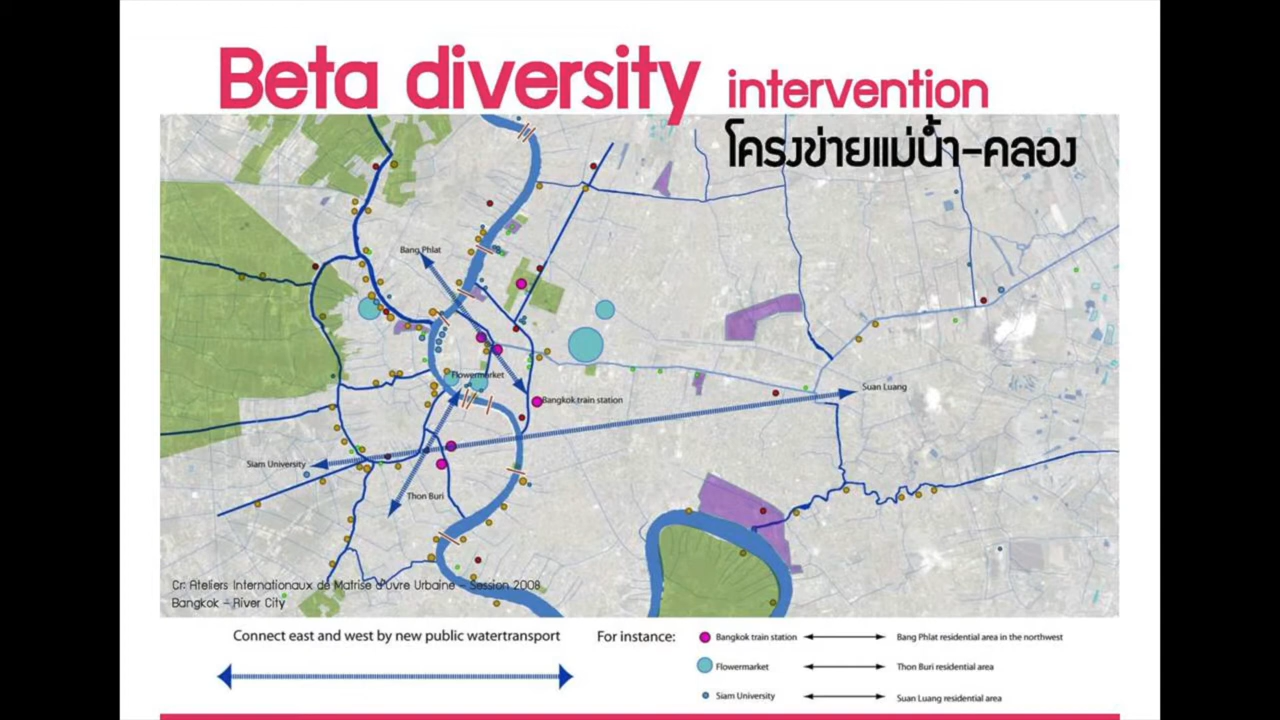 Beta diversity intervention
โครงข่ายแม่น้ำ-คลอง
Bang Phlat
Flowermarket
Suan Luang
Bangkok train station
Siam University
Thon Buri
Cr: Ateliers Internationaux de Maîtrise d'Uvre Urbaine - Session 2008
Bangkok - River City
Connect east and west by new public watertransport
For instance:
Bangkok train station Bang Phlat residential area in the northwest
Flowermarket Thon Buri residential area
Siam University Suan Luang residential area